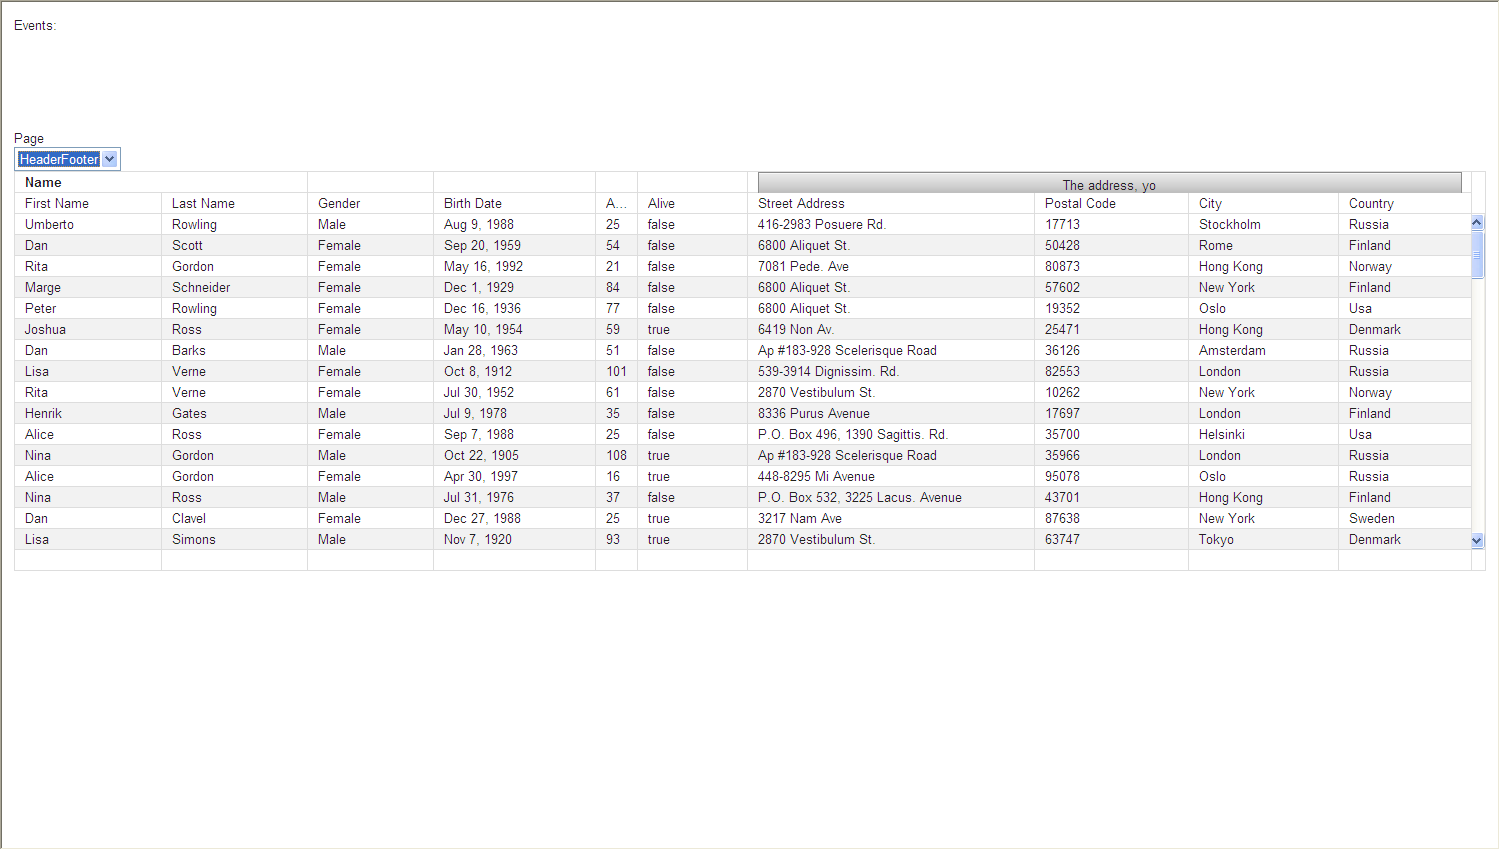 Events:
Page
HeaderFooter
Name The address, yo
First Name Last Name Gender Birth Date A... Alive Street Address Postal Code City Country
Umberto Rowling Male Aug 9, 1988 25 false 416-2983 Posuere Rd. 17713 Stockholm Russia
Dan Scott Female Sep 20, 1959 54 false 6800 Aliquet St. 50428 Rome Finland
Rita Gordon Female May 16, 1992 21 false 7081 Pede. Ave 80873 Hong Kong Norway
Marge Schneider Female Dec 1, 1929 84 false 6800 Aliquet St. 57602 New York Finland
Peter Rowling Female Dec 16, 1936 77 false 6800 Aliquet St. 19352 Oslo Usa
Joshua Ross Female May 10, 1954 59 true 6419 Non Av. 25471 Hong Kong Denmark
Dan Barks Male Jan 28, 1963 51 false Ap #183-928 Scelerisque Road 36126 Amsterdam Russia
Lisa Verne Female Oct 8, 1912 101 false 539-3914 Dignissim. Rd. 82553 London Russia
Rita Verne Female Jul 30, 1952 61 false 2870 Vestibulum St. 10262 New York Norway
Henrik Gates Male Jul 9, 1978 35 false 8336 Purus Avenue 17697 London Finland
Alice Ross Female Sep 7, 1988 25 false P.O. Box 496, 1390 Sagittis. Rd. 35700 Helsinki Usa
Nina Gordon Male Oct 22, 1905 108 true Ap #183-928 Scelerisque Road 35966 London Russia
Alice Gordon Female Apr 30, 1997 16 true 448-8295 Mi Avenue 95078 Oslo Russia
Nina Ross Male Jul 31, 1976 37 false P.O. Box 532, 3225 Lacus. Avenue 43701 Hong Kong Finland
Dan Clavel Female Dec 27, 1988 25 true 3217 Nam Ave 87638 New York Sweden
Lisa Simons Male Nov 7, 1920 93 true 2870 Vestibulum St. 63747 Tokyo Denmark